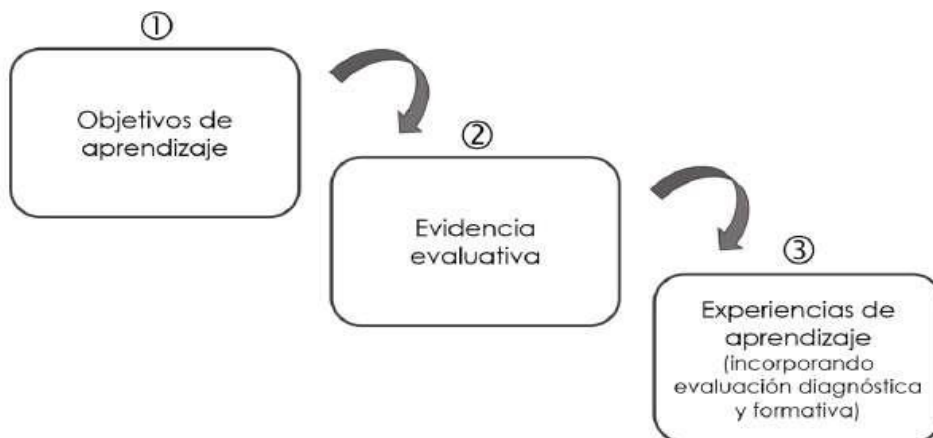 ①
Objetivos de
aprendizaje
②
Evidencia
evaluativa
③
Experiencias de
aprendizaje
(incorporando
evaluación diagnóstica
y formativa)